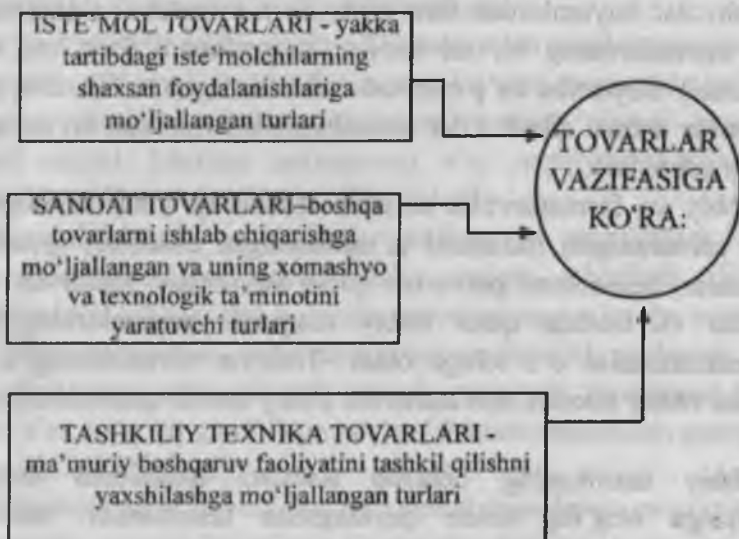 ISTE'MOL TOVARLARI - yakka
tartibdagi iste'molchilarning
shaxsan foydalanishlariga
mo'ljallangan turlari
TOVARLAR
VAZIFASIGA
KO'RA:
SANOAT TOVARLARI–boshqa
tovarlarni ishlab chiqarishga
mo'ljallangan va uning xomashyo
va texnologik ta'minotini
yaratuvchi turlari
TASHKILIY TEXNIKA TOVARLARI -
ma'muriy boshqaruv faoliyatini tashkil qilishni
yaxshilashga mo'ljallangan turlari